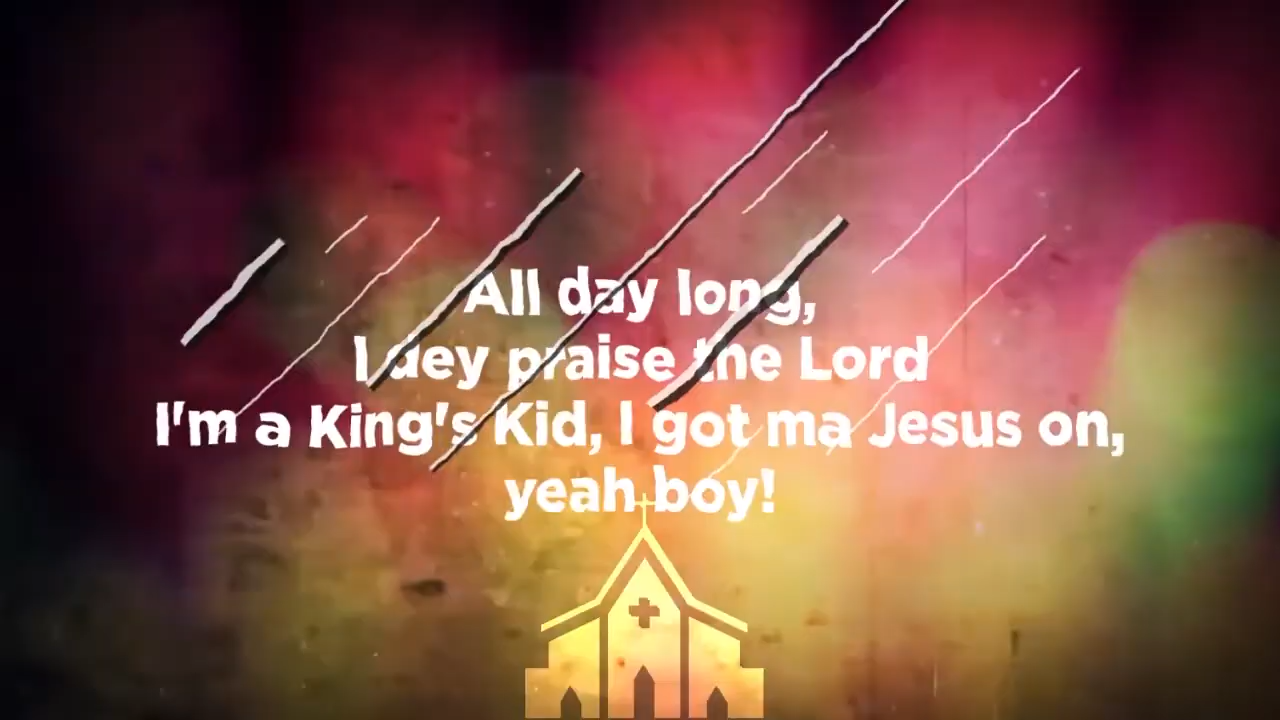 All day long,
I dey praise the Lord
I'm a King's Kid, I got ma Jesus on,
yeah boy!